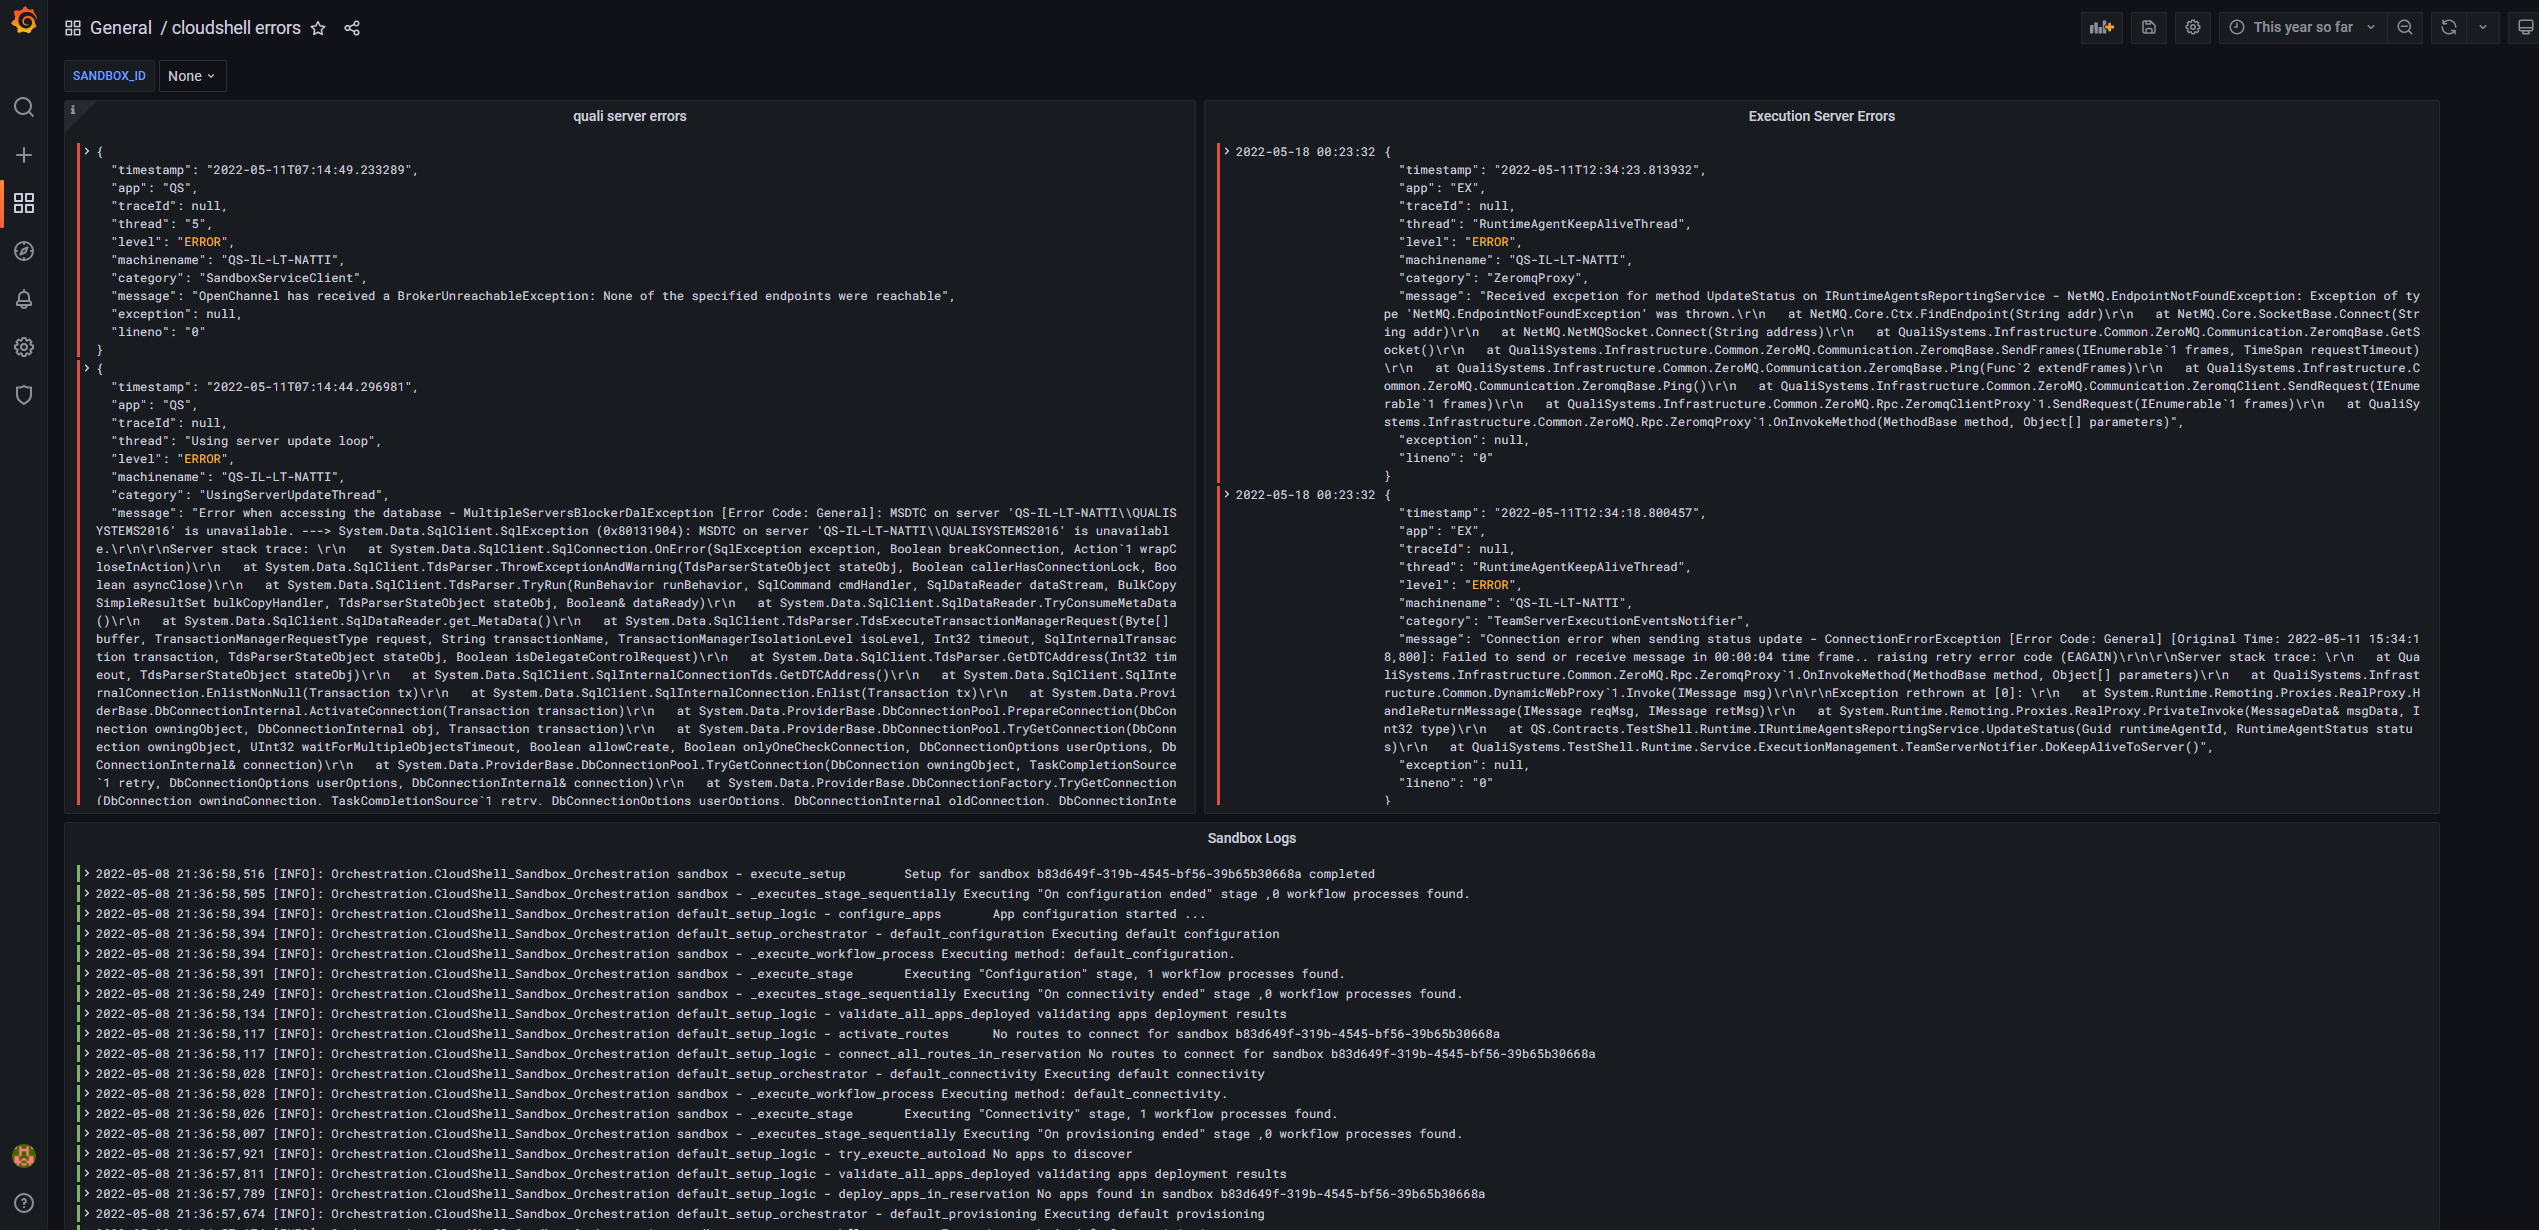 General / cloudshell errors
This year so far
SANDBOX_ID None
quali server errors
{
"timestamp": "2022-05-11T07:14:49.233289",
"app": "QS",
"traceId": null,
"thread": "5",
"level": "ERROR",
"machinename": "QS-IL-LT-NATTI",
"category": "SandboxServiceClient",
"message": "OpenChannel has received a BrokerUnreachableException: None of the specified endpoints were reachable",
"exception": null,
"lineno": "0"
}
{
"timestamp": "2022-05-11T07:14:44.296981",
"app": "QS",
"traceId": null,
"thread": "Using server update loop",
"level": "ERROR",
"machinename": "QS-IL-LT-NATTI",
"category": "UsingServerUpdateThread",
"message": "Error when accessing the database - MultipleServersBlockerDalException [Error Code: General]: MSDTC on server 'QS-IL-LT-NATTI\\QUALIS
YSTEMS2016' is unavailable. ---> System.Data.SqlClient.SqlException (0x80131904): MSDTC on server 'QS-IL-LT-NATTI\\QUALISYSTEMS2016' is unavailabl
e.\r\n\r\nServer stack trace: \r\n   at System.Data.SqlClient.SqlConnection.OnError(SqlException exception, Boolean breakConnection, Action`1 wrapC
loseInAction)\r\n   at System.Data.SqlClient.TdsParser.ThrowExceptionAndWarning(TdsParserStateObject stateObj, Boolean callerHasConnectionLock, Boo
lean asyncClose)\r\n   at System.Data.SqlClient.TdsParser.TryRun(RunBehavior runBehavior, SqlCommand cmdHandler, SqlDataReader dataStream, BulkCopy
SimpleResultSet bulkCopyHandler, TdsParserStateObject stateObj, Boolean& dataReady)\r\n   at System.Data.SqlClient.SqlDataReader.TryConsumeMetaData
()\r\n   at System.Data.SqlClient.SqlDataReader.get_MetaData()\r\n   at System.Data.SqlClient.TdsParser.TdsExecuteTransactionManagerRequest(Byte[]
buffer, TransactionManagerRequestType request, String transactionName, TransactionManagerIsolationLevel isoLevel, Int32 timeout, SqlInternalTransac
tion transaction, TdsParserStateObject stateObj, Boolean isDelegateControlRequest)\r\n   at System.Data.SqlClient.TdsParser.GetDTCAddress(Int32 tim
eout, TdsParserStateObject stateObj)\r\n   at System.Data.SqlClient.SqlInternalConnectionTds.GetDTCAddress()\r\n   at System.Data.SqlClient.SqlInte
rnalConnection.EnlistNonNull(Transaction tx)\r\n   at System.Data.SqlClient.SqlInternalConnection.Enlist(Transaction tx)\r\n   at System.Data.Provi
derBase.DbConnectionInternal.ActivateConnection(Transaction transaction)\r\n   at System.Data.ProviderBase.DbConnectionPool.PrepareConnection(DbCon
nection owningObject, DbConnectionInternal obj, Transaction transaction)\r\n   at System.Data.ProviderBase.DbConnectionPool.TryGetConnection(DbConn
ection owningObject, UInt32 waitForMultipleObjectsTimeout, Boolean allowCreate, Boolean onlyOneCheckConnection, DbConnectionOptions userOptions, Db
ConnectionInternal& connection)\r\n   at System.Data.ProviderBase.DbConnectionPool.TryGetConnection(DbConnection owningObject, TaskCompletionSource
`1 retry, DbConnectionOptions userOptions, DbConnectionInternal& connection)\r\n   at System.Data.ProviderBase.DbConnectionFactory.TryGetConnection
(DbConnection owningConnection, TaskCompletionSource`1 retry, DbConnectionOptions userOptions, DbConnectionInternal oldConnection, DbConnectionInte
Execution Server Errors
2022-05-18 00:23:32 {
"timestamp": "2022-05-11T12:34:23.813932",
"app": "EX",
"traceId": null,
"thread": "RuntimeAgentKeepAliveThread",
"level": "ERROR",
"machinename": "QS-IL-LT-NATTI",
"category": "ZeromqProxy",
"message": "Received excpetion for method UpdateStatus on IRuntimeAgentsReportingService - NetMQ.EndpointNotFoundException: Exception of ty
pe 'NetMQ.EndpointNotFoundException' was thrown.\r\n   at NetMQ.Core.Ctx.FindEndpoint(String addr)\r\n   at NetMQ.Core.SocketBase.Connect(Str
ing addr)\r\n   at NetMQ.NetMQSocket.Connect(String address)\r\n   at QualiSystems.Infrastructure.Common.ZeroMQ.Communication.ZeromqBase.GetS
ocket()\r\n   at QualiSystems.Infrastructure.Common.ZeroMQ.Communication.ZeromqBase.SendFrames(IEnumerable`1 frames, TimeSpan requestTimeout)
\r\n   at QualiSystems.Infrastructure.Common.ZeroMQ.Communication.ZeromqBase.Ping(Func`2 extendFrames)\r\n   at QualiSystems.Infrastructure.C
ommon.ZeroMQ.Communication.ZeromqBase.Ping()\r\n   at QualiSystems.Infrastructure.Common.ZeroMQ.Communication.ZeromqClient.SendRequest(IEnume
rable`1 frames)\r\n   at QualiSystems.Infrastructure.Common.ZeroMQ.Rpc.ZeromqClientProxy`1.SendRequest(IEnumerable`1 frames)\r\n   at QualiSy
stems.Infrastructure.Common.ZeroMQ.Rpc.ZeromqProxy`1.OnInvokeMethod(MethodBase method, Object[] parameters)",
"exception": null,
"lineno": "0"
}
2022-05-18 00:23:32 {
"timestamp": "2022-05-11T12:34:18.800457",
"app": "EX",
"traceId": null,
"thread": "RuntimeAgentKeepAliveThread",
"level": "ERROR",
"machinename": "QS-IL-LT-NATTI",
"category": "TeamServerExecutionEventsNotifier",
"message": "Connection error when sending status update - ConnectionErrorException [Error Code: General] [Original Time: 2022-05-11 15:34:1
8,800]: Failed to send or receive message in 00:00:04 time frame.. raising retry error code (EAGAIN)\r\n\r\nServer stack trace: \r\n   at Qua
liSystems.Infrastructure.Common.ZeroMQ.Rpc.ZeromqProxy`1.OnInvokeMethod(MethodBase method, Object[] parameters)\r\n   at QualiSystems.Infrast
ructure.Common.DynamicWebProxy`1.Invoke(IMessage msg)\r\n\r\nException rethrown at [0]: \r\n   at System.Runtime.Remoting.Proxies.RealProxy.H
andleReturnMessage(IMessage reqMsg, IMessage retMsg)\r\n   at System.Runtime.Remoting.Proxies.RealProxy.PrivateInvoke(MessageData& msgData, I
nt32 type)\r\n   at QS.Contracts.TestShell.Runtime.IRuntimeAgentsReportingService.UpdateStatus(Guid runtimeAgentId, RuntimeAgentStatus statu
s)\r\n   at QualiSystems.TestShell.Runtime.Service.ExecutionManagement.TeamServerNotifier.DoKeepAliveToServer()",
"exception": null,
"lineno": "0"
}
Sandbox Logs
2022-05-08 21:36:58,516 [INFO]: Orchestration.CloudShell_Sandbox_Orchestration sandbox - execute_setup        Setup for sandbox b83d649f-319b-4545-bf56-39b65b30668a completed
2022-05-08 21:36:58,505 [INFO]: Orchestration.CloudShell_Sandbox_Orchestration sandbox - _executes_stage_sequentially Executing "On configuration ended" stage ,0 workflow processes found.
2022-05-08 21:36:58,394 [INFO]: Orchestration.CloudShell_Sandbox_Orchestration default_setup_logic - configure_apps       App configuration started ...
2022-05-08 21:36:58,394 [INFO]: Orchestration.CloudShell_Sandbox_Orchestration default_setup_orchestrator - default_configuration Executing default configuration
2022-05-08 21:36:58,394 [INFO]: Orchestration.CloudShell_Sandbox_Orchestration sandbox - _execute_workflow_process Executing method: default_configuration.
2022-05-08 21:36:58,391 [INFO]: Orchestration.CloudShell_Sandbox_Orchestration sandbox - _execute_stage       Executing "Configuration" stage, 1 workflow processes found.
2022-05-08 21:36:58,249 [INFO]: Orchestration.CloudShell_Sandbox_Orchestration sandbox - _executes_stage_sequentially Executing "On connectivity ended" stage ,0 workflow processes found.
2022-05-08 21:36:58,134 [INFO]: Orchestration.CloudShell_Sandbox_Orchestration default_setup_logic - validate_all_apps_deployed validating apps deployment results
2022-05-08 21:36:58,117 [INFO]: Orchestration.CloudShell_Sandbox_Orchestration default_setup_logic - activate_routes      No routes to connect for sandbox b83d649f-319b-4545-bf56-39b65b30668a
2022-05-08 21:36:58,117 [INFO]: Orchestration.CloudShell_Sandbox_Orchestration default_setup_logic - connect_all_routes_in_reservation No routes to connect for sandbox b83d649f-319b-4545-bf56-39b65b30668a
2022-05-08 21:36:58,028 [INFO]: Orchestration.CloudShell_Sandbox_Orchestration default_setup_orchestrator - default_connectivity Executing default connectivity
2022-05-08 21:36:58,028 [INFO]: Orchestration.CloudShell_Sandbox_Orchestration sandbox - _execute_workflow_process Executing method: default_connectivity.
2022-05-08 21:36:58,026 [INFO]: Orchestration.CloudShell_Sandbox_Orchestration sandbox - _execute_stage       Executing "Connectivity" stage, 1 workflow processes found.
2022-05-08 21:36:58,007 [INFO]: Orchestration.CloudShell_Sandbox_Orchestration sandbox - _executes_stage_sequentially Executing "On provisioning ended" stage ,0 workflow processes found.
2022-05-08 21:36:57,921 [INFO]: Orchestration.CloudShell_Sandbox_Orchestration default_setup_logic - try_exeucte_autoload No apps to discover
2022-05-08 21:36:57,811 [INFO]: Orchestration.CloudShell_Sandbox_Orchestration default_setup_logic - validate_all_apps_deployed validating apps deployment results
2022-05-08 21:36:57,789 [INFO]: Orchestration.CloudShell_Sandbox_Orchestration default_setup_logic - deploy_apps_in_reservation No apps found in sandbox b83d649f-319b-4545-bf56-39b65b30668a
2022-05-08 21:36:57,674 [INFO]: Orchestration.CloudShell_Sandbox_Orchestration default_setup_orchestrator - default_provisioning Executing default provisioning